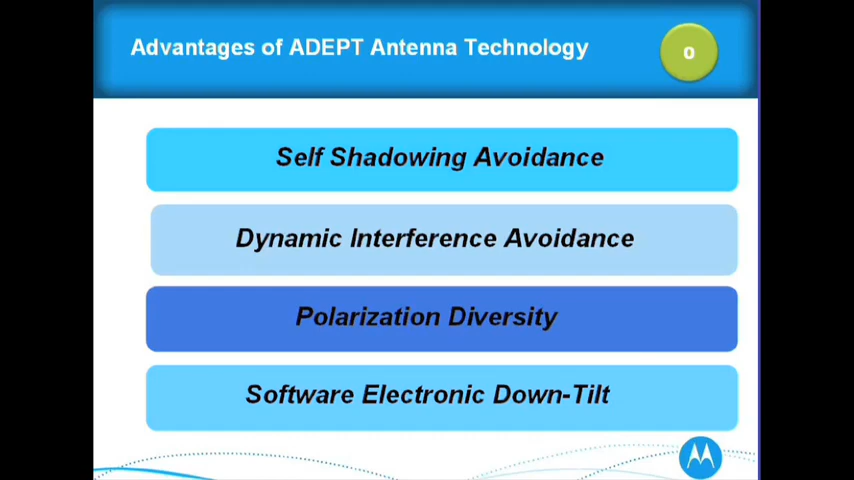 Advantages of ADEPT Antenna Technology
0
Self Shadowing Avoidance
Dynamic Interference Avoidance
Polarization Diversity
Software Electronic Down-Tilt